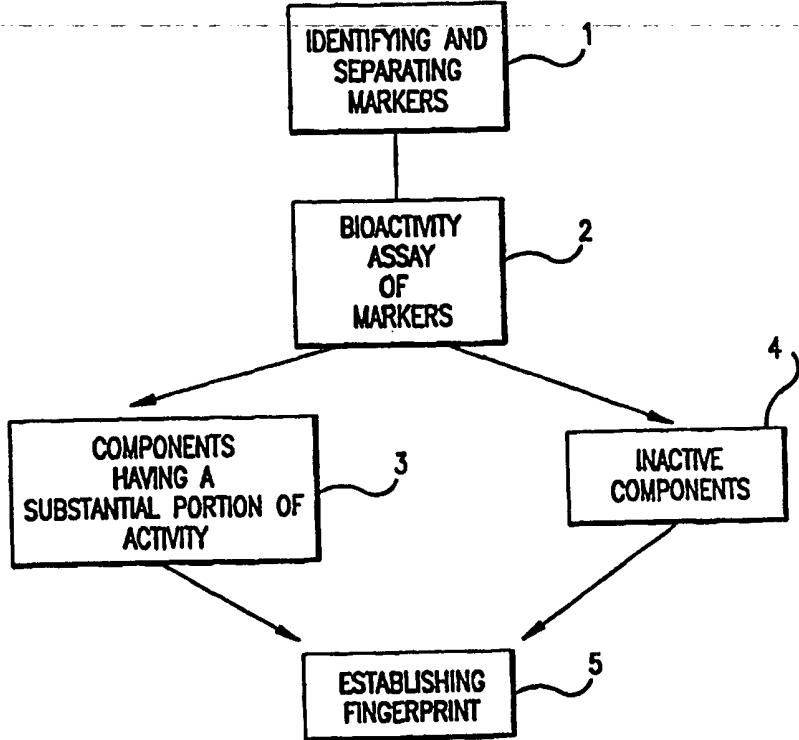 IDENTIFYING AND
SEPARATING
MARKERS
1
BIOACTIVITY
ASSAY
OF
MARKERS
2
COMPONENTS
HAVING A
SUBSTANTIAL PORTION OF
ACTIVITY
3
INACTIVE
COMPONENTS
4
ESTABLISHING
FINGERPRINT
5